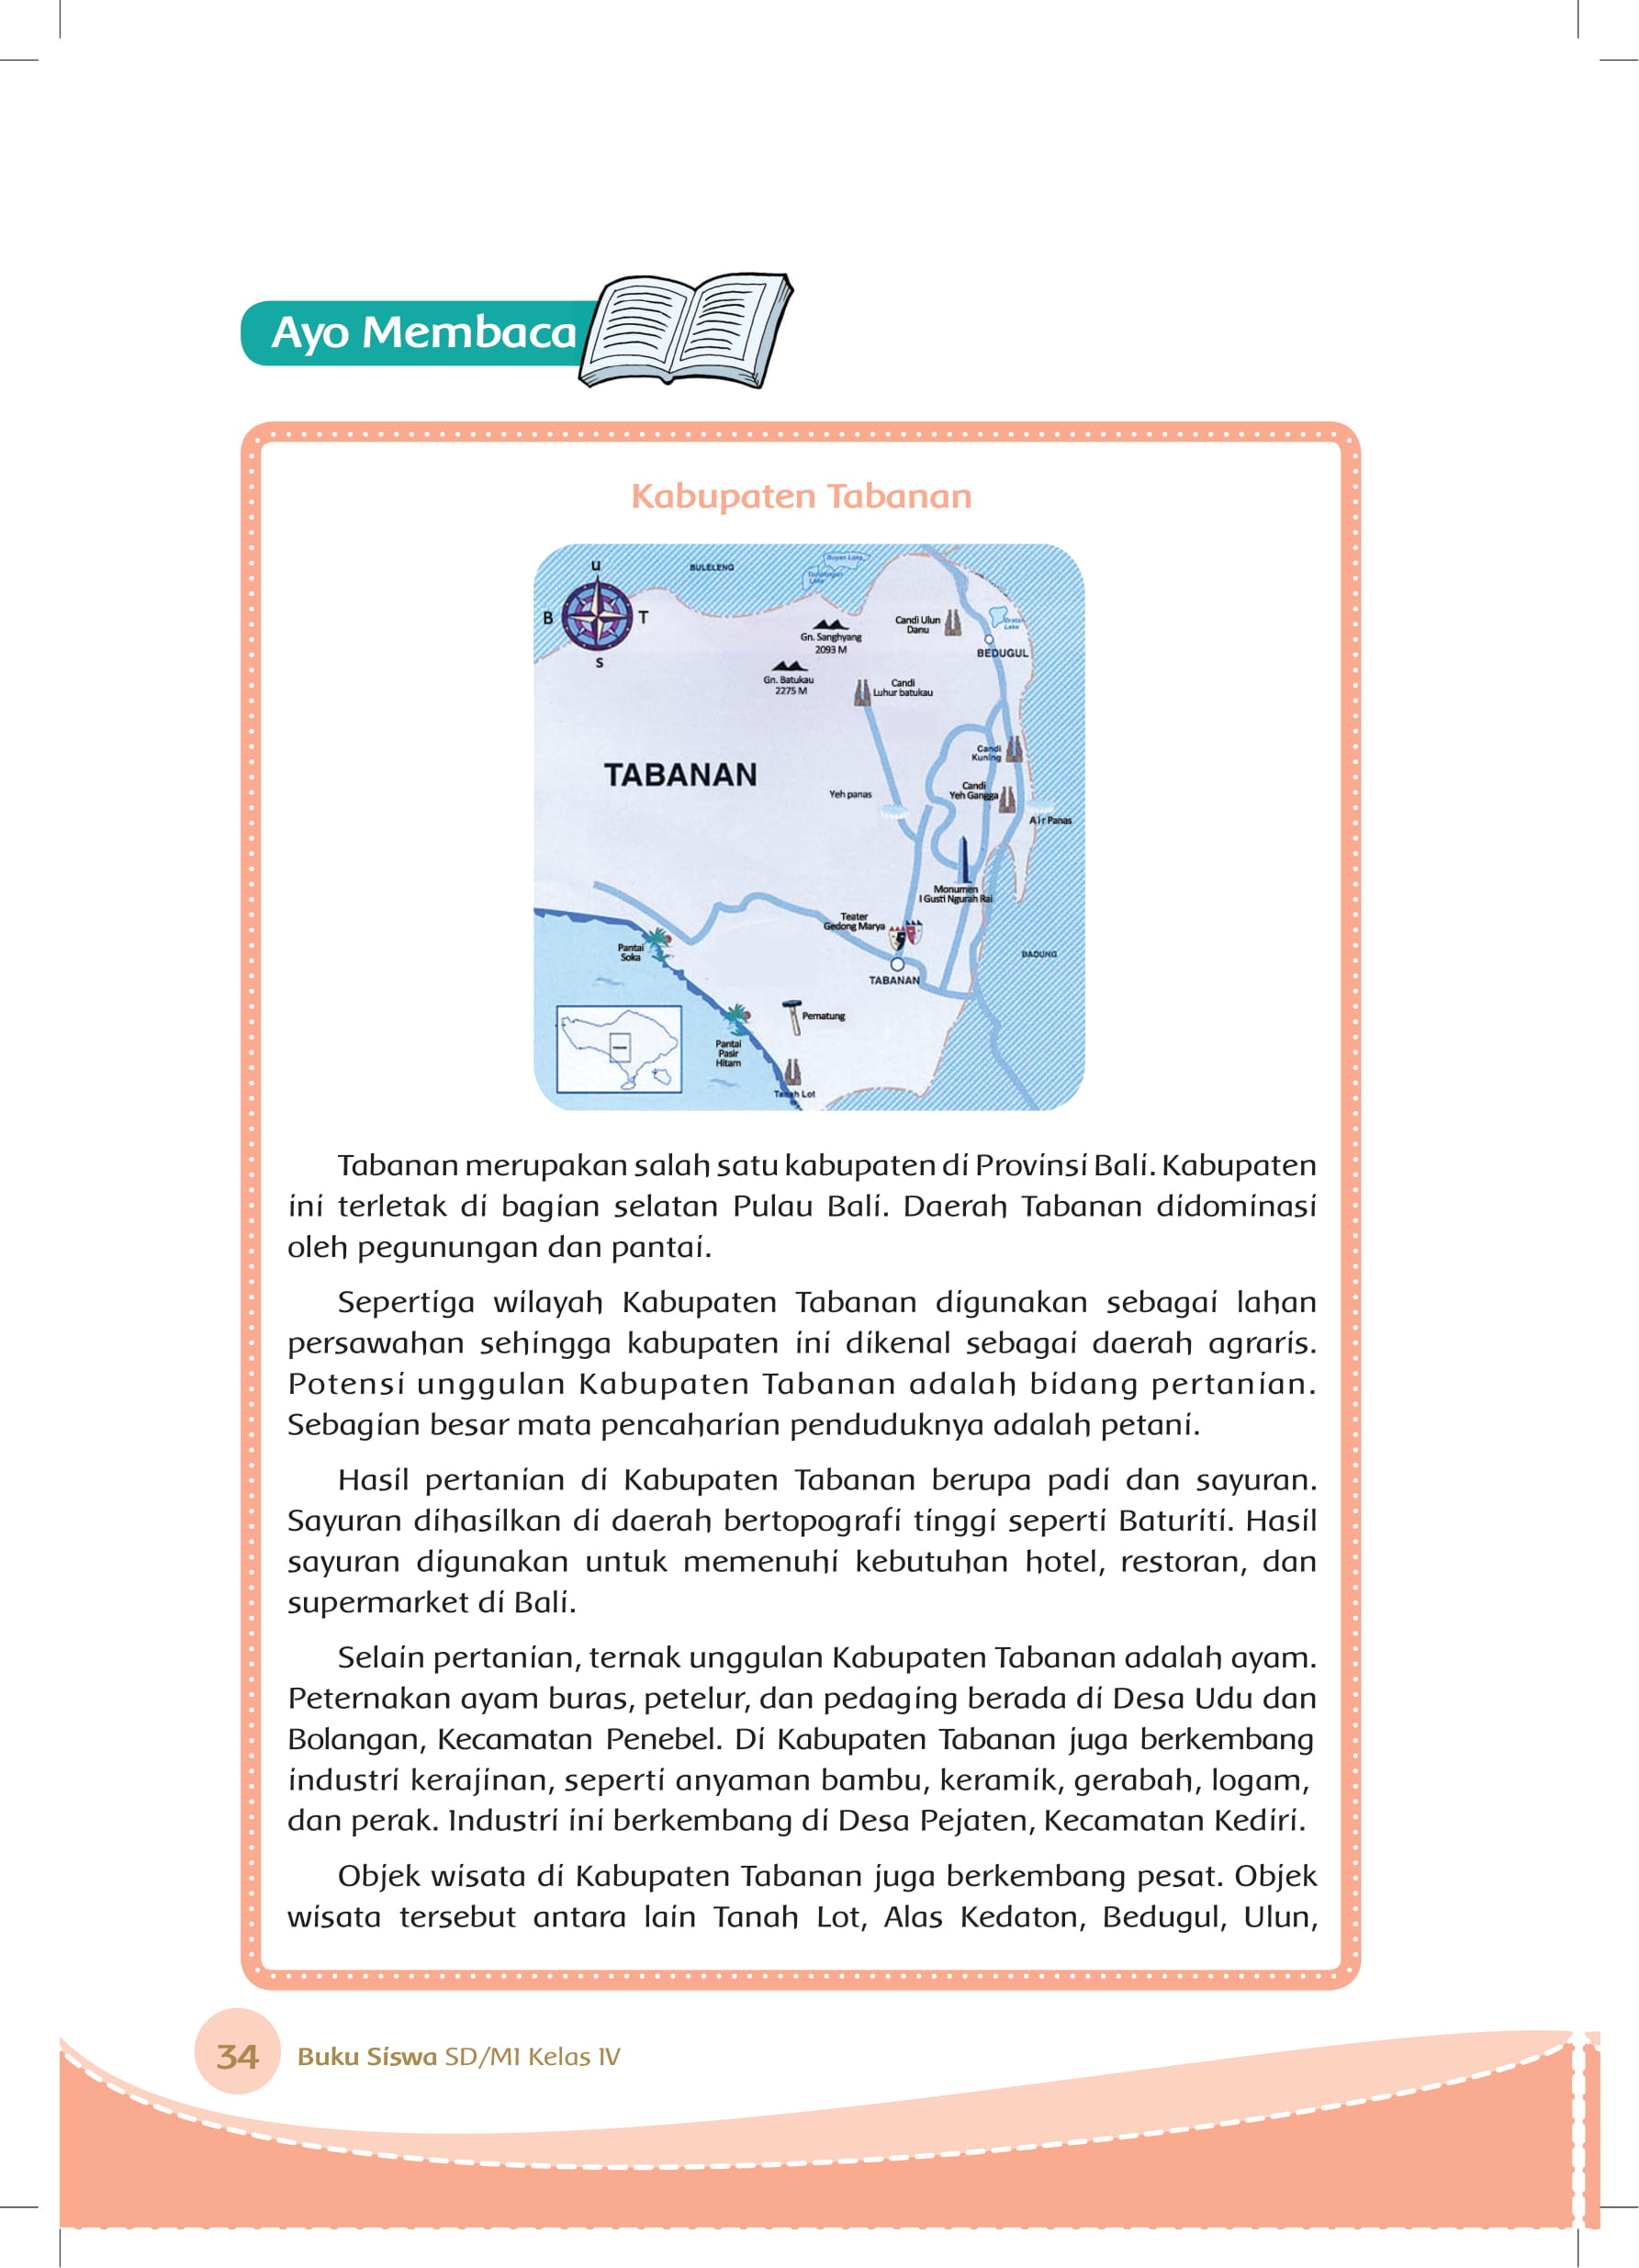 Ayo Membaca
Kabupaten Tabanan
U
B
T
S
BULELENG
Buyan Lake
Tamblingan
Lake
Gn. Sanghyang
2093 M
Gn. Batukau
2275 M
Candi Ulun
Danu
Bratan
Lake
BEDUGUL
Candi
Luhur batukau
Candi
Kuning
TABANAN
Yeh panas
Candi
Yeh Gangga
Air Panas
Monumen
I Gusti Ngurah Rai
Teater
Gedong Marya
TABANAN
BADUNG
Pantai
Soka
Pematung
Pantai
Pasir
Hitam
Tanah Lot
Tabanan merupakan salah satu kabupaten di Provinsi Bali. Kabupaten
ini terletak di bagian selatan Pulau Bali. Daerah Tabanan didominasi
oleh pegunungan dan pantai.
Sepertiga wilayah Kabupaten Tabanan digunakan sebagai lahan
persawahan sehingga kabupaten ini dikenal sebagai daerah agraris.
Potensi unggulan Kabupaten Tabanan adalah bidang pertanian.
Sebagian besar mata pencaharian penduduknya adalah petani.
Hasil pertanian di Kabupaten Tabanan berupa padi dan sayuran.
Sayuran dihasilkan di daerah bertopografi tinggi seperti Baturiti. Hasil
sayuran digunakan untuk memenuhi kebutuhan hotel, restoran, dan
supermarket di Bali.
Selain pertanian, ternak unggulan Kabupaten Tabanan adalah ayam.
Peternakan ayam buras, petelur, dan pedaging berada di Desa Udu dan
Bolangan, Kecamatan Penebel. Di Kabupaten Tabanan juga berkembang
industri kerajinan, seperti anyaman bambu, keramik, gerabah, logam,
dan perak. Industri ini berkembang di Desa Pejaten, Kecamatan Kediri.
Objek wisata di Kabupaten Tabanan juga berkembang pesat. Objek
wisata tersebut antara lain Tanah Lot, Alas Kedaton, Bedugul, Ulun,
34 Buku Siswa SD/MI Kelas IV